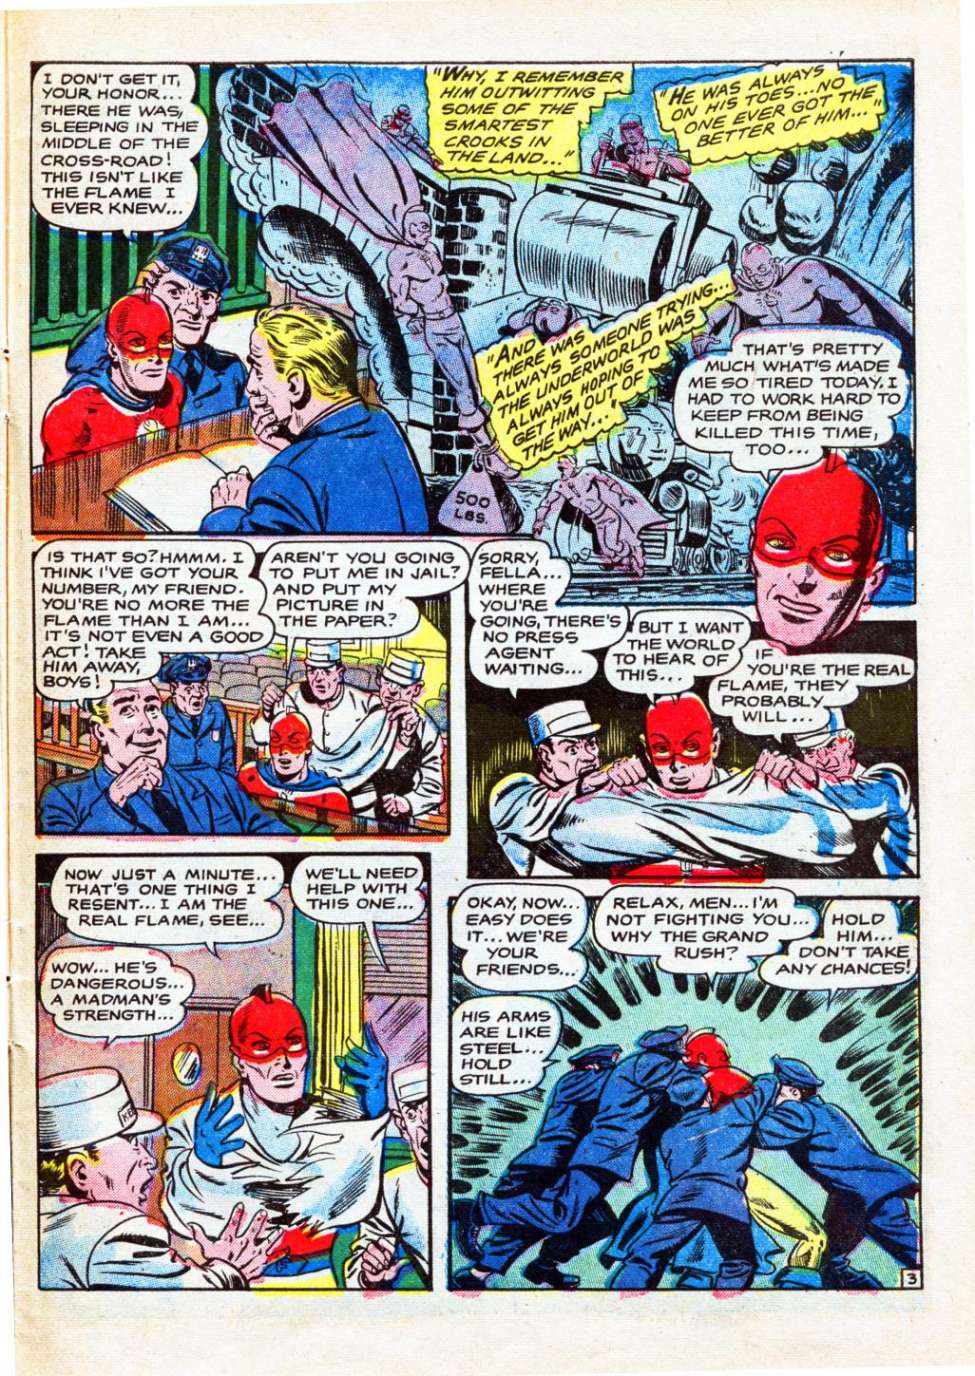 I DON'T GET IT,
YOUR HONOR...
THERE HE WAS,
SLEEPING IN THE
MIDDLE OF THE
CROSS-ROAD!
THIS ISN'T LIKE
THE FLAME I
EVER KNEW...
"WHY, I REMEMBER
HIM OUTWITTING
SOME OF THE
SMARTEST
CROOKS IN
THE LAND..."
"HE WAS ALWAYS
ON HIS TOES...NO
ONE EVER GOT THE
BETTER OF HIM..."
"AND
THERE WAS
ALWAYS SOMEONE TRYING...
THE UNDERWORLD WAS
ALWAYS HOPING TO
GET HIM OUT OF
THE WAY..."
500
LBS.
THAT'S PRETTY
MUCH WHAT'S MADE
ME SO TIRED TODAY. I
HAD TO WORK HARD TO
KEEP FROM BEING
KILLED THIS TIME,
TOO...
IS THAT SO? HMMM. I
THINK I'VE GOT YOUR
NUMBER, MY FRIEND.
YOU'RE NO MORE THE
FLAME THAN I AM...
IT'S NOT EVEN A GOOD
ACT! TAKE
HIM AWAY,
BOYS!
AREN'T YOU GOING
TO PUT ME IN JAIL?
AND PUT MY
PICTURE IN
THE PAPER?
SORRY,
FELLA...
WHERE
YOU'RE
GOING, THERE'S
NO PRESS
AGENT
WAITING...
BUT I WANT
THE WORLD
TO HEAR OF
THIS...
IF
YOU'RE THE REAL
FLAME, THEY
PROBABLY
WILL...
NOW JUST A MINUTE...
THAT'S ONE THING I
RESENT... I AM THE
REAL FLAME, SEE...
WE'LL NEED
HELP WITH
THIS ONE...
WOW... HE'S
DANGEROUS...
A MADMAN'S
STRENGTH...
OKAY, NOW...
EASY DOES
IT... WE'RE
YOUR
FRIENDS...
RELAX, MEN... I'M
NOT FIGHTING YOU...
WHY THE GRAND
RUSH?
HOLD
HIM...
DON'T TAKE
ANY CHANCES!
HIS ARMS
ARE LIKE
STEEL...
HOLD
STILL...
3